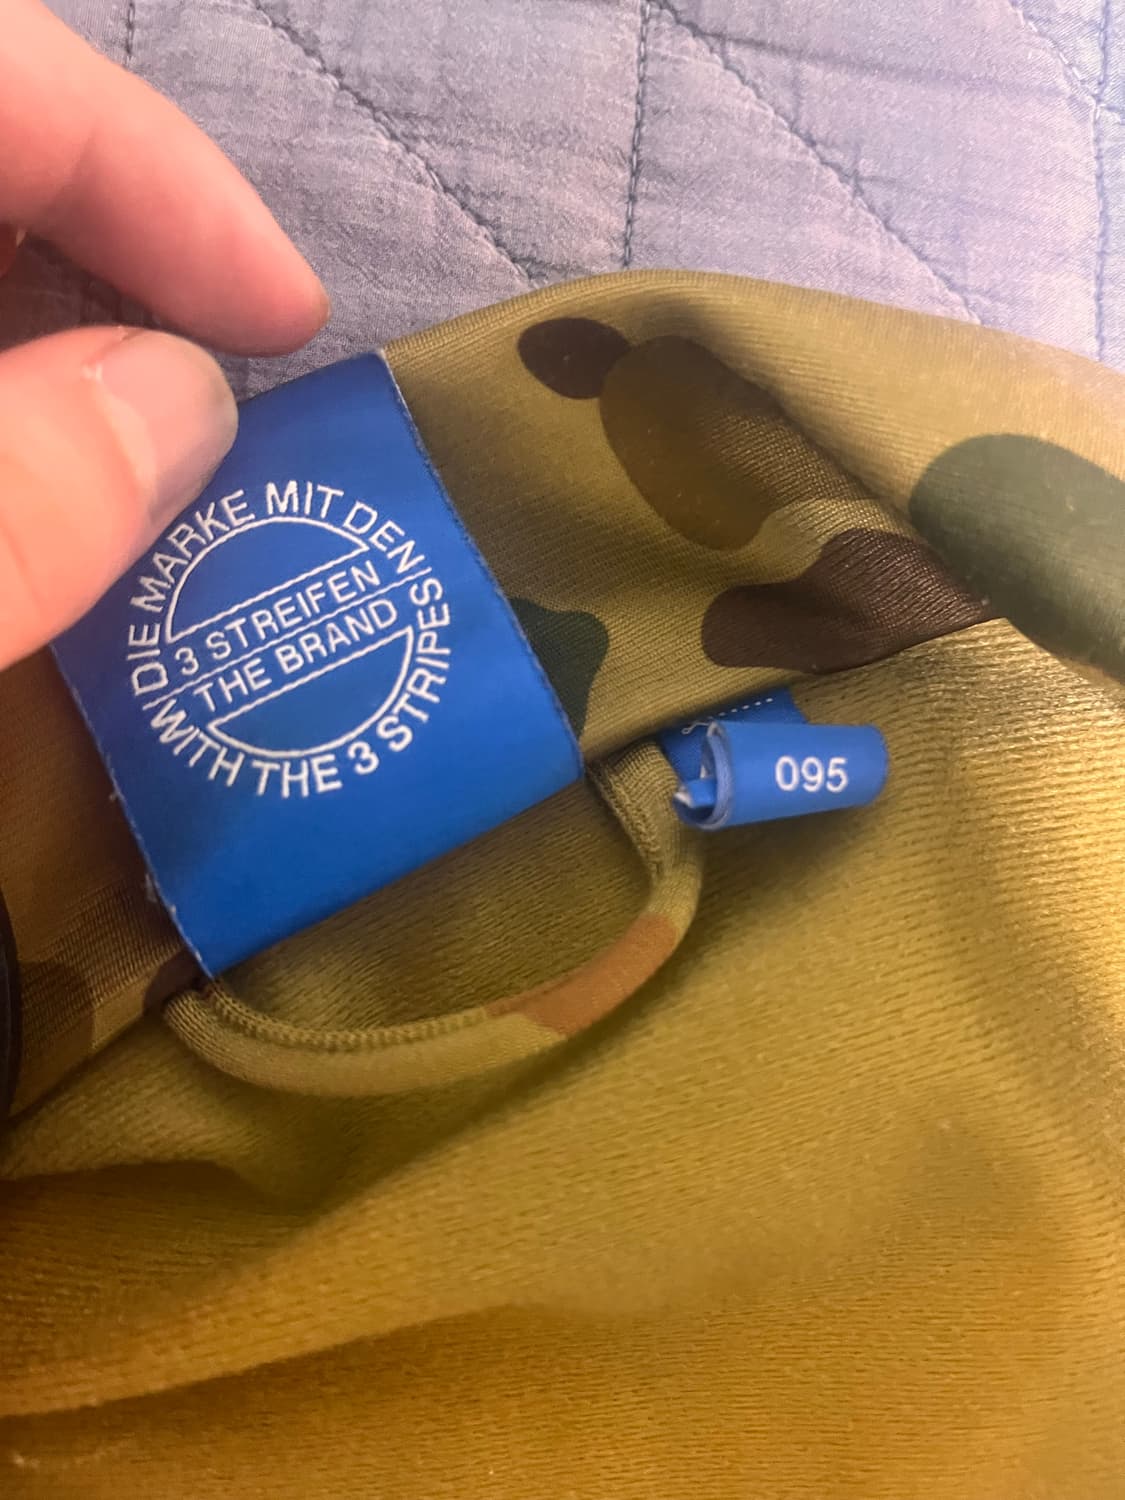 DIE MARKE MIT DEN
3 STREIFEN
THE BRAND
WITH THE 3 STRIPES
095